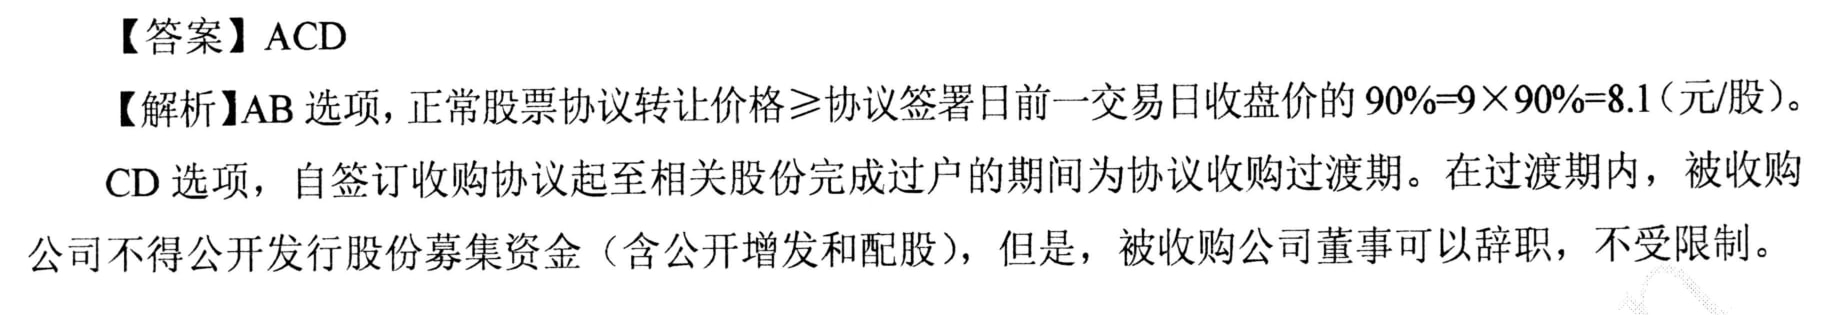 【答案】ACD
【解析】AB 选项，正常股票协议转让价格≥协议签署日前一交易日收盘价的 90%=9×90%=8.1（元/股）。
CD 选项，自签订收购协议起至相关股份完成过户的期间为协议收购过渡期。在过渡期内，被收购
公司不得公开发行股份募集资金（含公开增发和配股），但是，被收购公司董事可以辞职，不受限制。